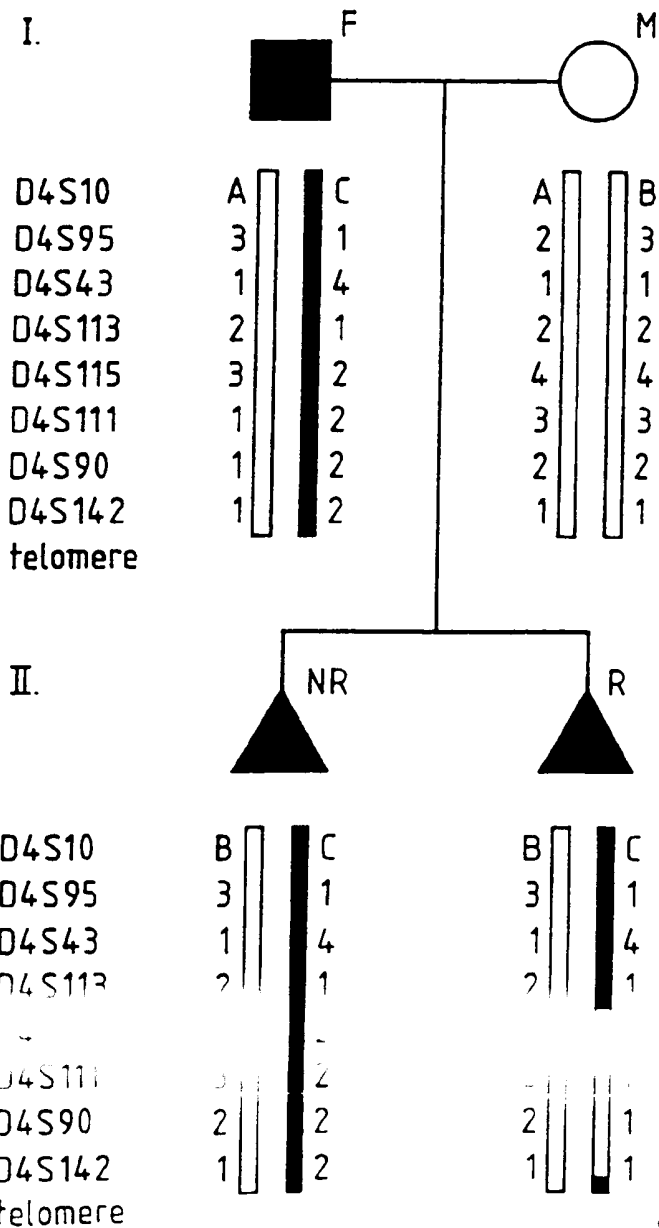 I. F M
D4S10 A C A B
D4S95 3 1 2 3
D4S43 1 4 1 1
D4S113 2 1 2 2
D4S115 3 2 4 4
D4S111 1 2 3 3
D4S90 1 2 2 2
D4S142 1 2 1 1
telomere
II. NR R
D4S10 B C B C
D4S95 3 1 3 1
D4S43 1 4 1 4
D4S113 2 1 2 1
D4S111 2
D4S90 2 2 2 1
D4S142 1 2 1 1
telomere